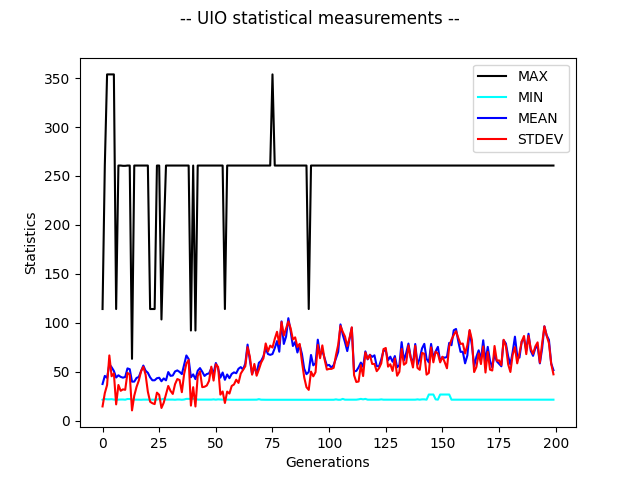 -- UIO statistical measurements --
MAX
MIN
MEAN
STDEV
Statistics
350
300
250
200
150
100
50
0
0 25 50 75 100 125 150 175 200
Generations